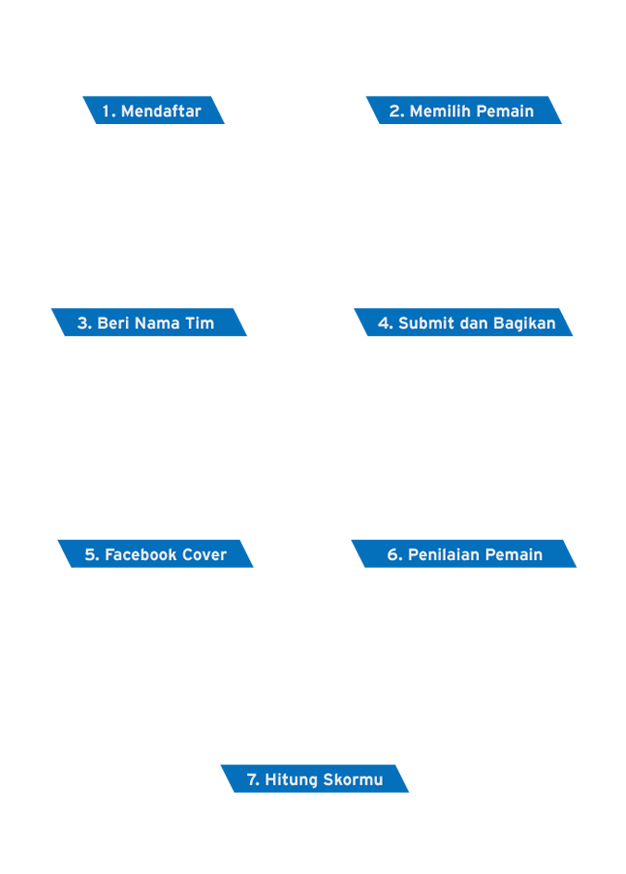 1. Mendaftar
2. Memilih Pemain
3. Beri Nama Tim
4. Submit dan Bagikan
5. Facebook Cover
6. Penilaian Pemain
7. Hitung Skormu